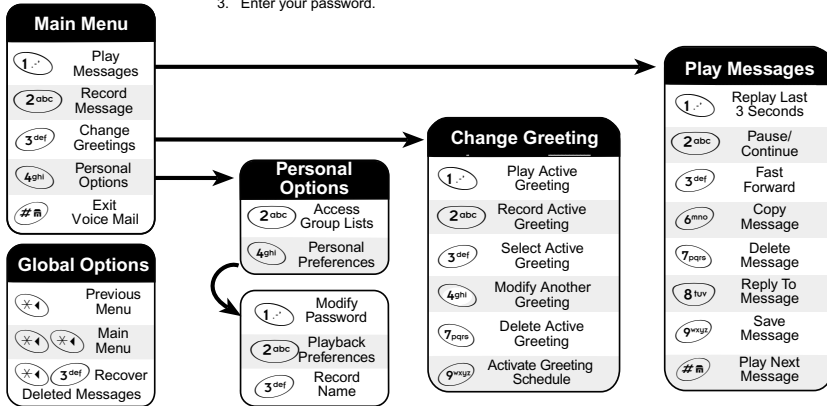 3. Enter your password.
Main Menu
1 Play
Messages
2abc Record
Message
3def Change
Greetings
4ghi Personal
Options
# Exit
Voice Mail
Global Options
* Previous
Menu
* * Main
Menu
* 3def Recover
Deleted Messages
Personal
Options
2abc Access
Group Lists
4ghi Personal
Preferences
1 Modify
Password
2abc Playback
Preferences
3def Record
Name
Change Greeting
1 Play Active
Greeting
2abc Record Active
Greeting
3def Select Active
Greeting
4ghi Modify Another
Greeting
7pqrs Delete Active
Greeting
9wxyz Activate Greeting
Schedule
Play Messages
1 Replay Last
3 Seconds
2abc Pause/
Continue
3def Fast
Forward
6mno Copy
Message
7pqrs Delete
Message
8tuv Reply To
Message
9wxyz Save
Message
# Play Next
Message